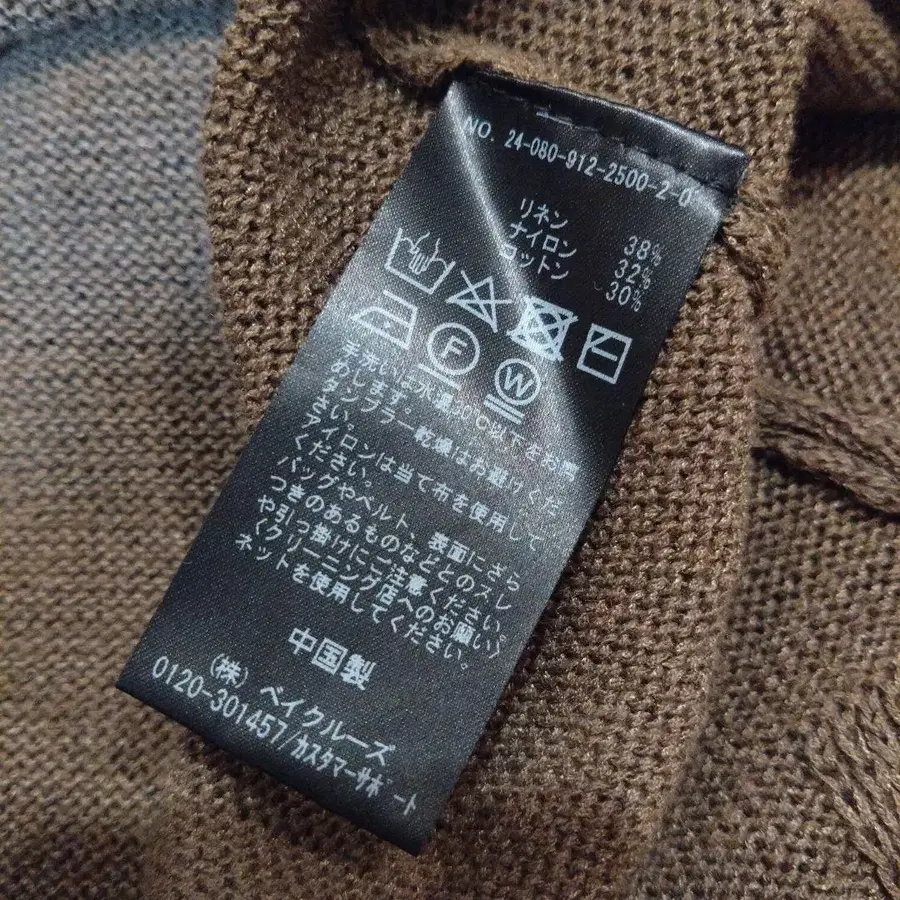 NO. 24-080-912-2500-2-0
リネン 38%
ナイロン 32%
コットン 30%
F
W
手洗いは水温30℃以下をお薦
めします。
タンブラー乾燥はお避けくだ
さい。
アイロンは当て布を使用して
ください。
バッグやベルト、表面にざら
つきのあるものなどとのスレ
や引っ掛けにご注意ください。
くクリーニング店へのお願い〉
ネットを使用してください。
中国製
(株) ベイクルーズ
0120-301457/カスタマーサポート